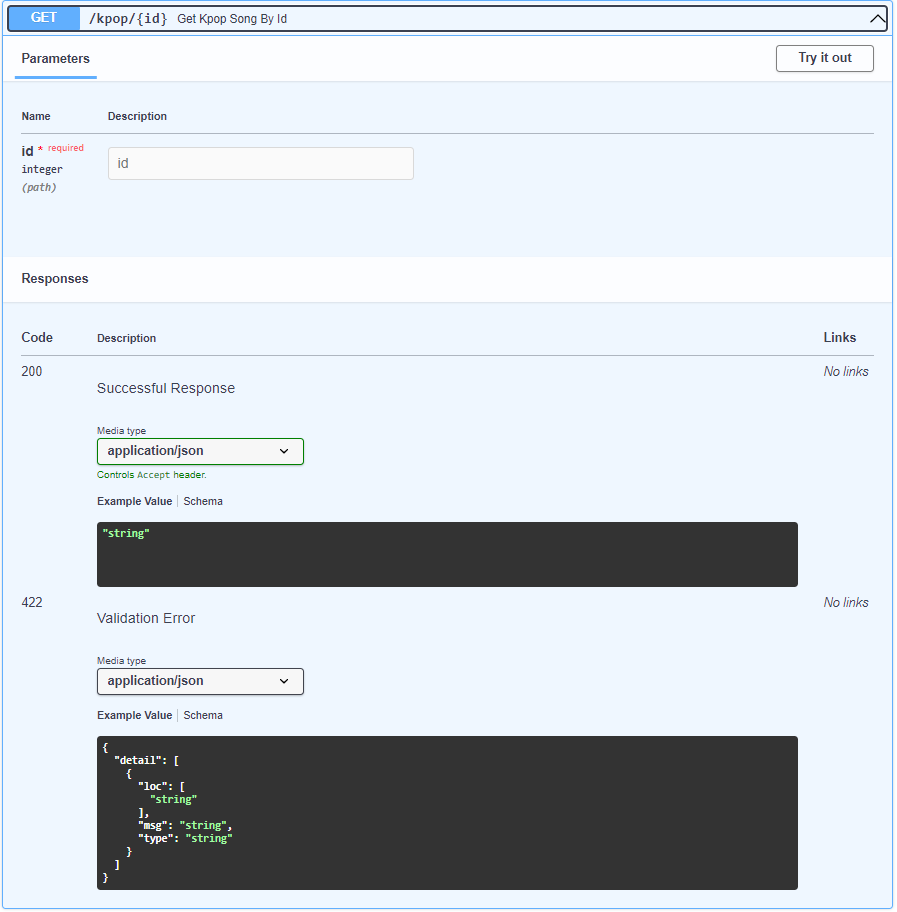 GET /kpop/{id} Get Kpop Song By Id
Parameters
Try it out
Name Description
id * required
integer
(path)
id
Responses
Code Description Links
200 No links
Successful Response
Media type
application/json
Controls Accept header.
Example Value Schema
"string"
422 No links
Validation Error
Media type
application/json
Example Value Schema
{
"detail": [
{
"loc": [
"string"
],
"msg": "string",
"type": "string"
}
]
}